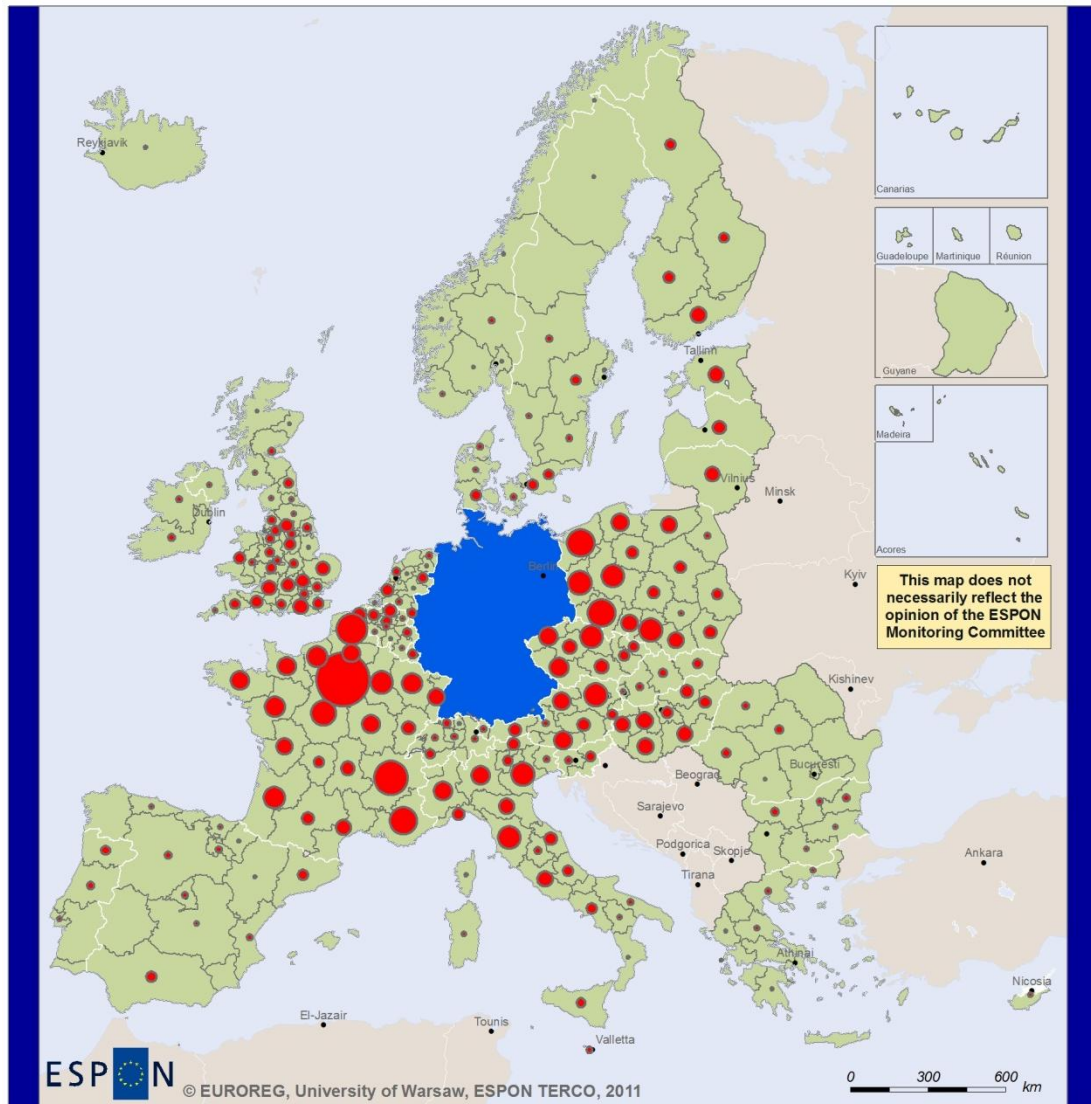 Reykjavik
Canarias
Guadeloupe
Martinique
Réunion
Guyane
Tallinn
Madeira
Dublin
Vilnius
Minsk
Acores
Berlin
Kyiv
This map does not
necessarily reflect the
opinion of the ESPON
Monitoring Committee
Kishinev
Bucuresti
Beograd
Sarajevo
Podgorica
Skopje
Tirana
Ankara
Athinai
Nicosia
El-Jazair
Tounis
Valletta
ESPON
© EUROREG, University of Warsaw, ESPON TERCO, 2011
0 300 600
km